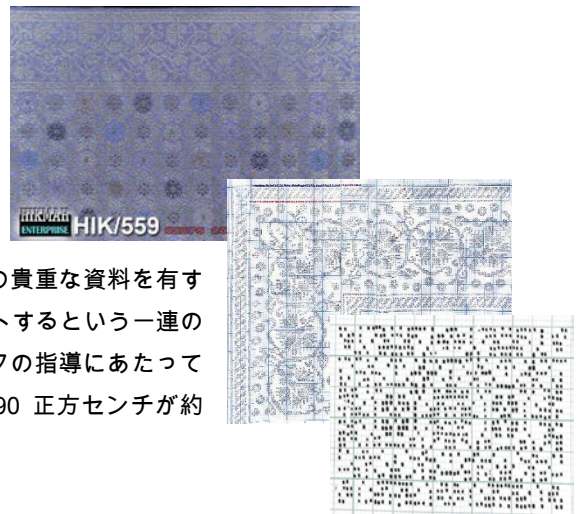 HIKMAH
ENTERPRISE HIK/559
の貴重な資料を有す
トするという一連の
フの指導にあたって
90 正方センチが約